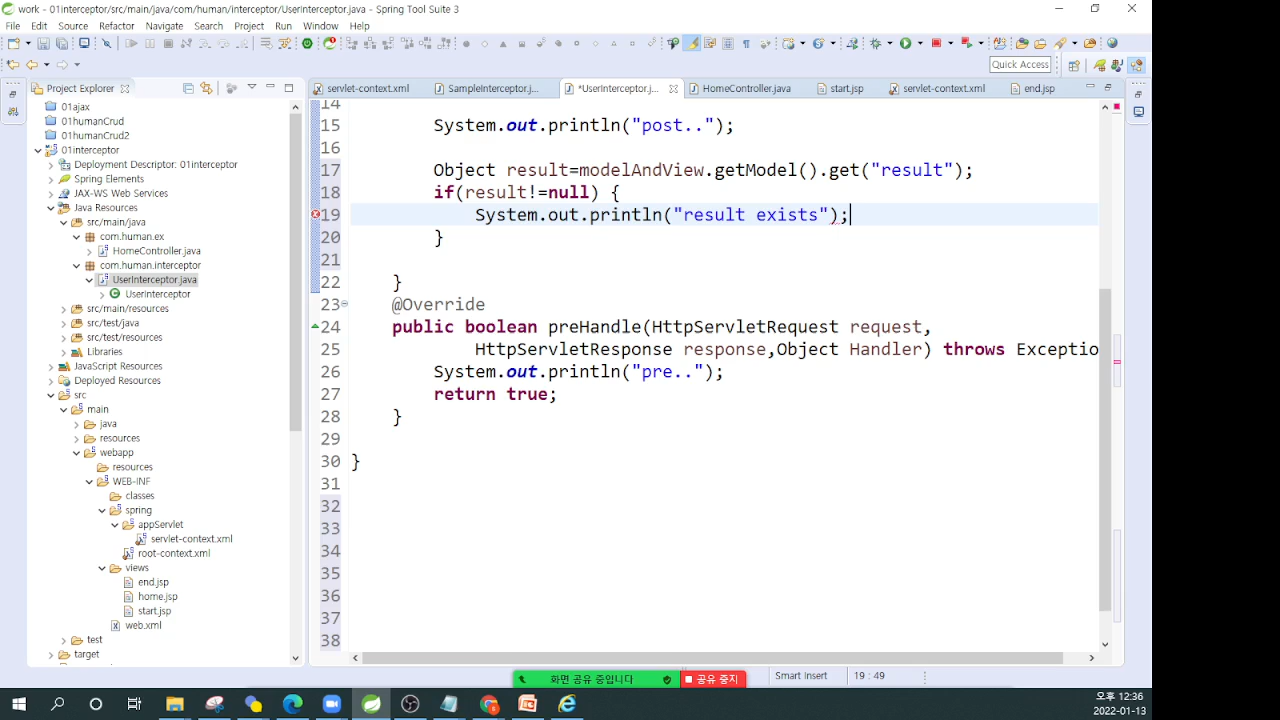 work - 01interceptor/src/main/java/com/human/interceptor/UserInterceptor.java - Spring Tool Suite 3
File Edit Source Refactor Navigate Search Project Run Window Help
Quick Access
Project Explorer
servlet-context.xml
SampleInterceptor.j...
*UserInterceptor.j...
HomeController.java
start.jsp
servlet-context.xml
end.jsp
01ajax
01humanCrud
01humanCrud2
01interceptor
Deployment Descriptor: 01interceptor
Spring Elements
JAX-WS Web Services
Java Resources
src/main/java
com.human.ex
HomeController.java
com.human.interceptor
UserInterceptor.java
UserInterceptor
src/main/resources
src/test/java
src/test/resources
Libraries
JavaScript Resources
Deployed Resources
src
main
java
resources
webapp
resources
WEB-INF
classes
spring
appServlet
servlet-context.xml
root-context.xml
views
end.jsp
home.jsp
start.jsp
web.xml
test
target
14
15 System.out.println("post..");
16
17 Object result=modelAndView.getModel().get("result");
18 if(result!=null) {
19 System.out.println("result exists");
20 }
21
22 }
23 @Override
24 public boolean preHandle(HttpServletRequest request,
25 HttpServletResponse response,Object Handler) throws Exceptio
26 System.out.println("pre..");
27 return true;
28 }
29
30 }
31
32
33
34
35
36
37
38
화면 공유 중입니다
공유 중지
Smart Insert
19 : 49
오후 12:36
2022-01-13